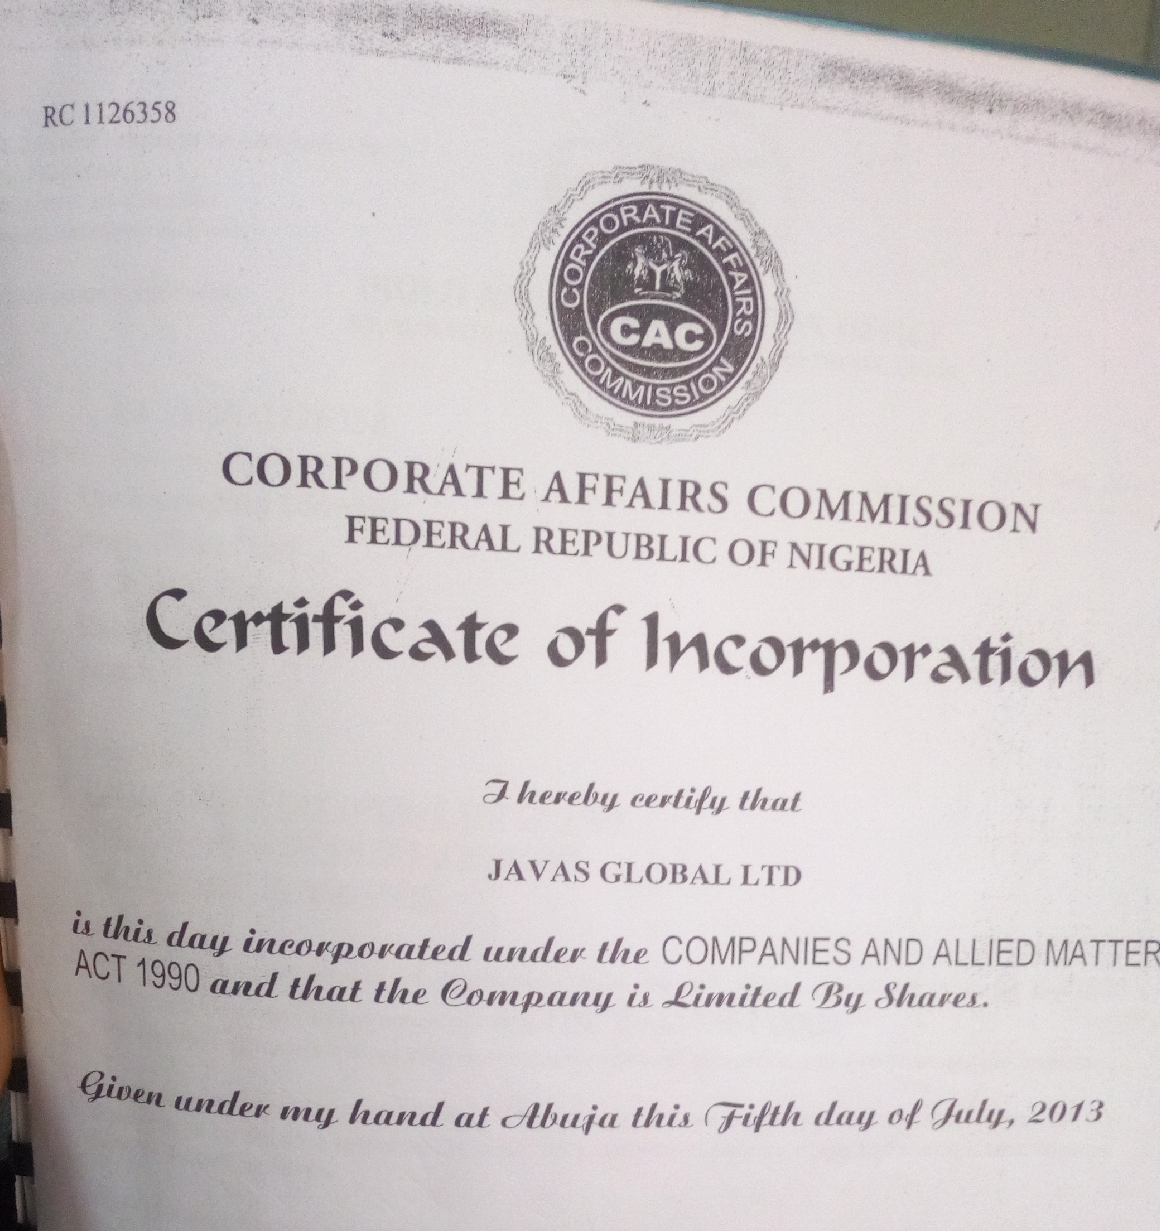 RC 1126358
CORPORATE AFFAIRS
CAC
COMMISSION
CORPORATE AFFAIRS COMMISSION
FEDERAL REPUBLIC OF NIGERIA
Certificate of Incorporation
I hereby certify that
JAVAS GLOBAL LTD
is this day incorporated under the COMPANIES AND ALLIED MATTER
ACT 1990 and that the Company is Limited By Shares.
Given under my hand at Abuja this Fifth day of July, 2013